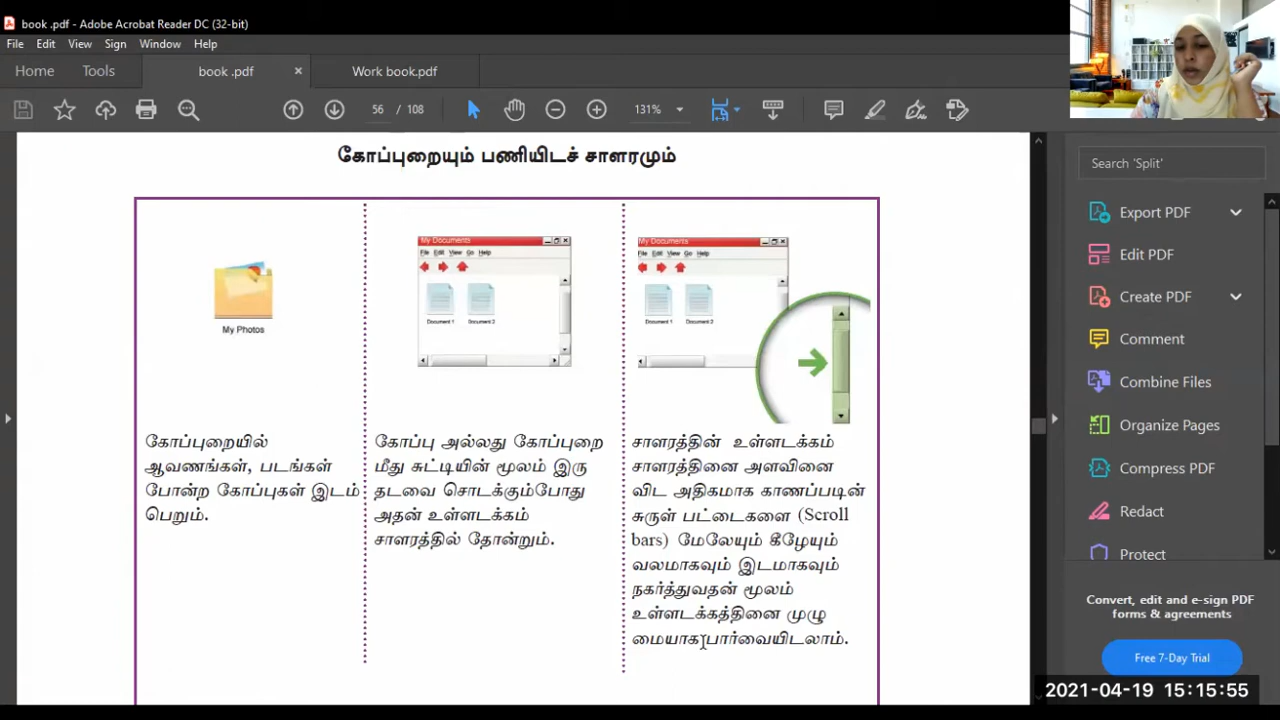 book .pdf - Adobe Acrobat Reader DC (32-bit)
File Edit View Sign Window Help
Home Tools book .pdf × Work book.pdf
56 / 108 131%
கோப்புறையும் பணியிடச் சாளரமும்
My Photos
My Documents
File Edit View Go Help
Document 1 Document 2
My Documents
File Edit View Go Help
Document 1 Document 2
கோப்புறையில்
ஆவணங்கள், படங்கள்
போன்ற கோப்புகள் இடம்
பெறும்.
கோப்பு அல்லது கோப்புறை
மீது சுட்டியின் மூலம் இரு
தடவை சொடக்கும்போது
அதன் உள்ளடக்கம்
சாளரத்தில் தோன்றும்.
சாளரத்தின் உள்ளடக்கம்
சாளரத்தினை அளவினை
விட அதிகமாக காணப்படின்
சுருள் பட்டைகளை (Scroll
bars) மேலேயும் கீழேயும்
வலமாகவும் இடமாகவும்
நகர்த்துவதன் மூலம்
உள்ளடக்கத்தினை முழு
மையாக பார்வையிடலாம்.
Search 'Split'
Export PDF
Edit PDF
Create PDF
Comment
Combine Files
Organize Pages
Compress PDF
Redact
Protect
Convert, edit and e-sign PDF
forms & agreements
Free 7-Day Trial
2021-04-19 15:15:55